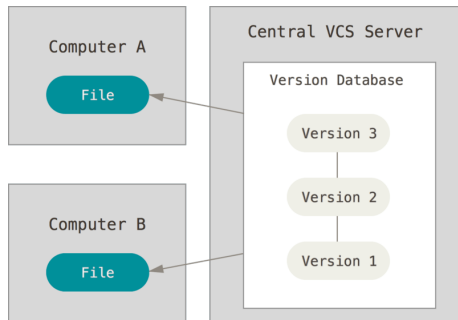 Computer A
File
Computer B
File
Central VCS Server
Version Database
Version 3
Version 2
Version 1